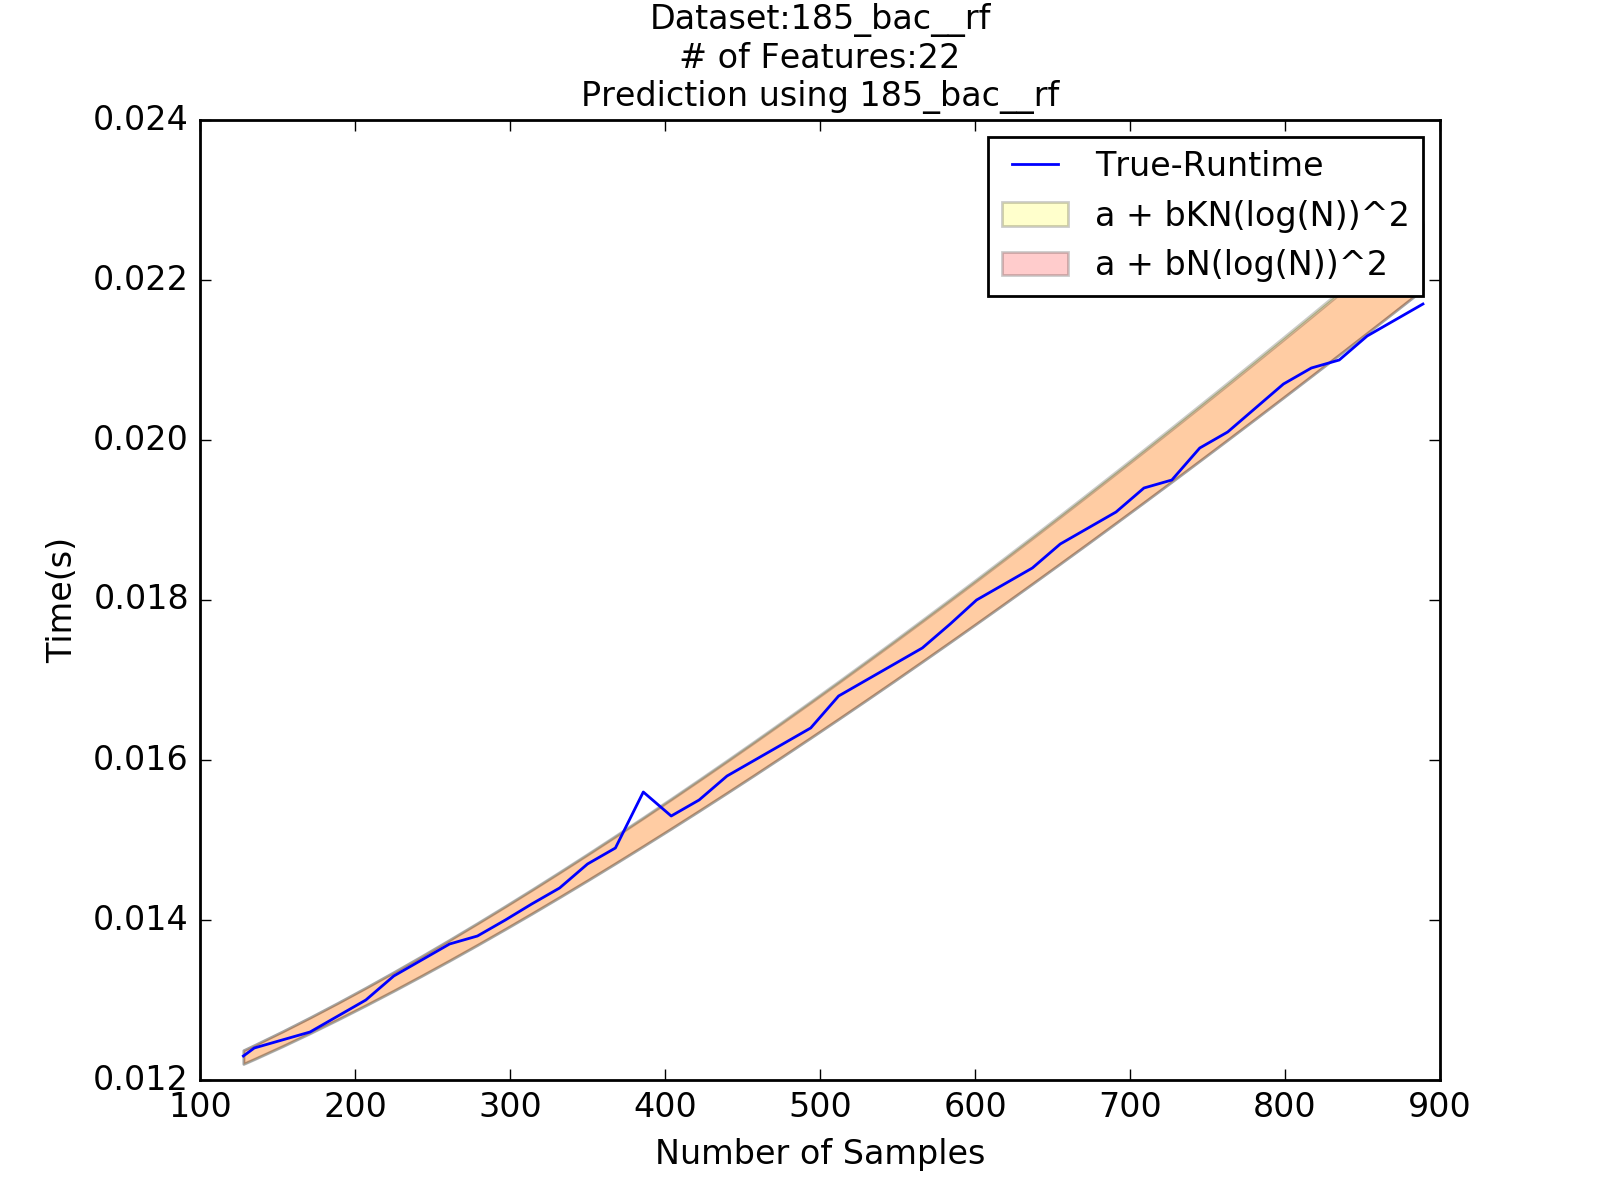 Dataset:185_bac__rf
# of Features:22
Prediction using 185_bac__rf
0.024
0.022
0.020
0.018
0.016
0.014
0.012
Time(s)
True-Runtime
a + bKN(log(N))^2
a + bN(log(N))^2
100 200 300 400 500 600 700 800 900
Number of Samples